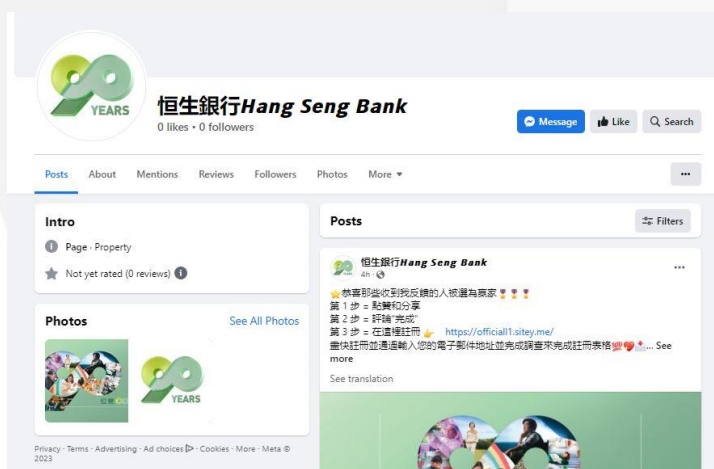 90 YEARS
恒生銀行Hang Seng Bank
0 likes • 0 followers
Message
Like
Search
Posts
About
Mentions
Reviews
Followers
Photos
More
Intro
Page · Property
Not yet rated (0 reviews)
Photos
See All Photos
YEARS
Privacy · Terms · Advertising · Ad choices · Cookies · More · Meta ©
2023
Posts
Filters
恒生銀行Hang Seng Bank
4h ·
⭐恭喜那些收到我反饋的人被選為贏家🎖🎖🎖
第 1 步 = 點贊和分享
第 2 步 = 評論"完成"
第 3 步 = 在這裡註冊👉 https://officiall1.sitey.me/
盡快註冊並通過輸入您的電子郵件地址並完成調查來完成註冊表格💯... See
more
See translation